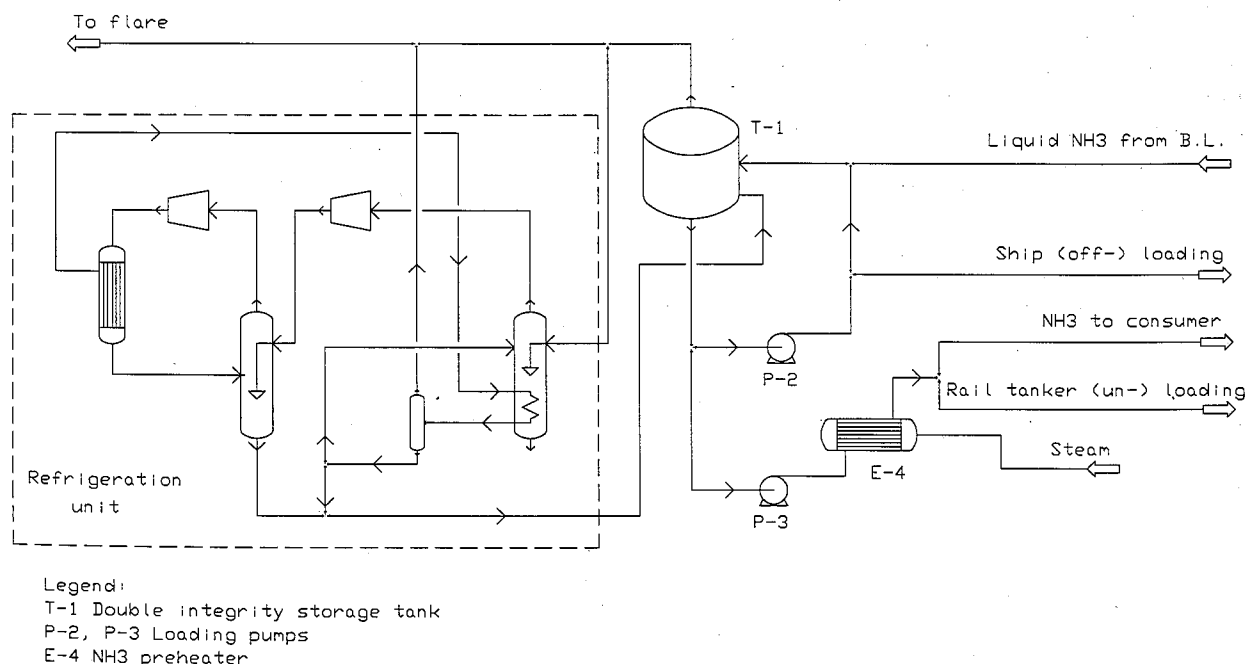 To flare
T-1
Liquid NH3 from B.L.
Ship (off-) loading
NH3 to consumer
P-2
Rail tanker (un-) loading
Steam
E-4
P-3
Refrigeration
unit
Legend:
T-1 Double integrity storage tank
P-2, P-3 Loading pumps
E-4 NH3 preheater